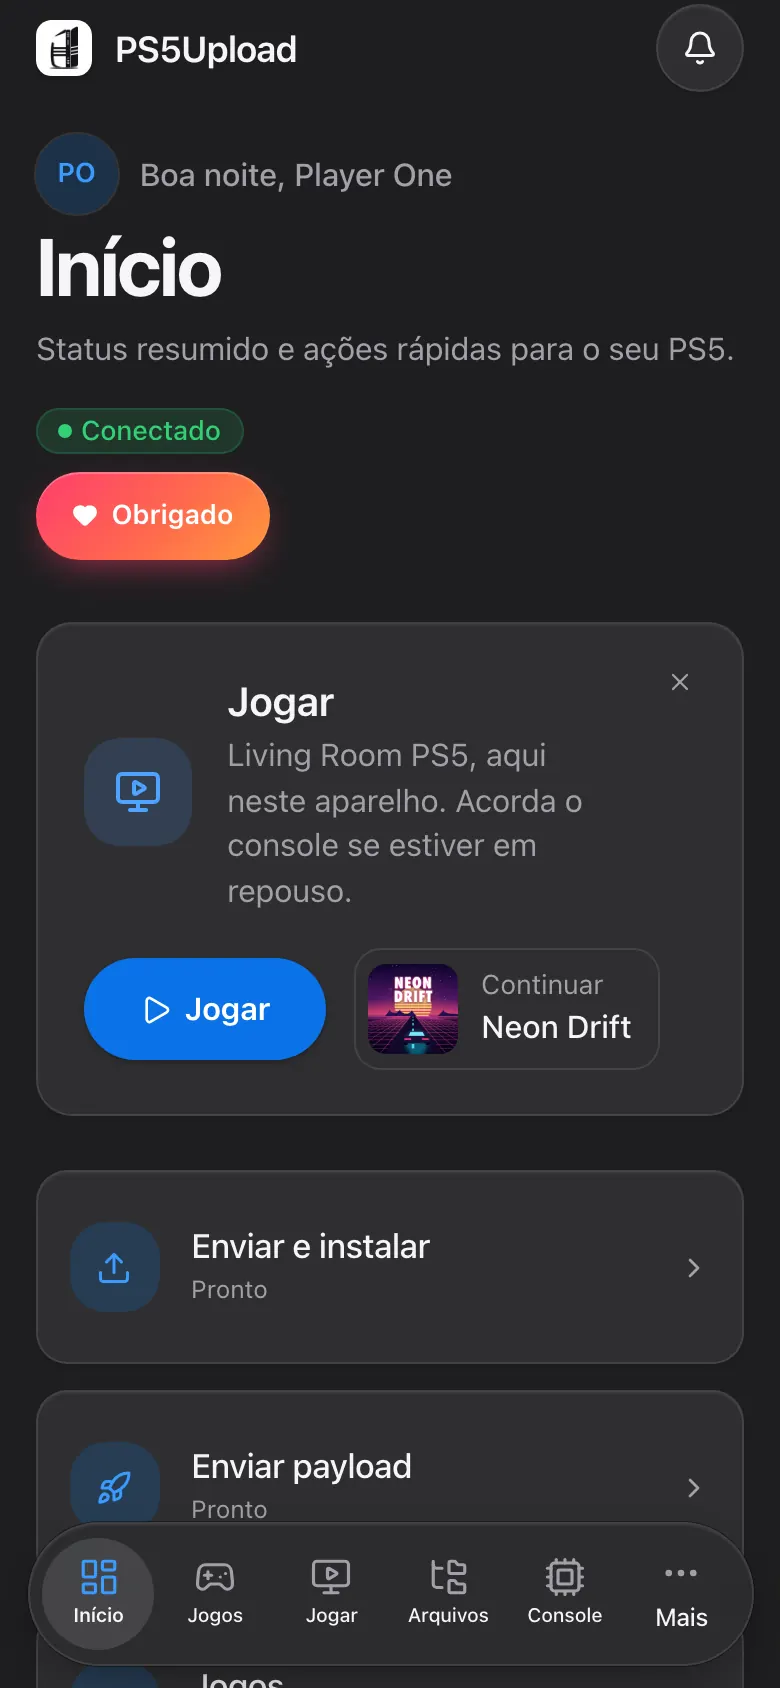 PS5Upload
PO
Boa noite, Player One
Início
Status resumido e ações rápidas para o seu PS5.
Conectado
Obrigado
Jogar
Living Room PS5, aqui
neste aparelho. Acorda o
console se estiver em
repouso.
Jogar
NEON
DRIFT
Continuar
Neon Drift
Enviar e instalar
Pronto
Enviar payload
Pronto
Início
Jogos
Jogar
Arquivos
Console
Mais
Jogos